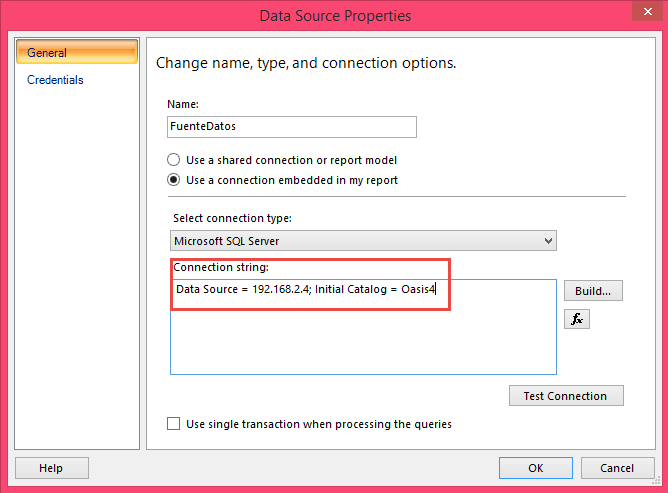 Data Source Properties
General
Credentials
Change name, type, and connection options.
Name:
FuenteDatos
Use a shared connection or report model
Use a connection embedded in my report
Select connection type:
Microsoft SQL Server
Connection string:
Data Source = 192.168.2.4; Initial Catalog = Oasis4
Build...
fx
Test Connection
Use single transaction when processing the queries
Help
OK
Cancel